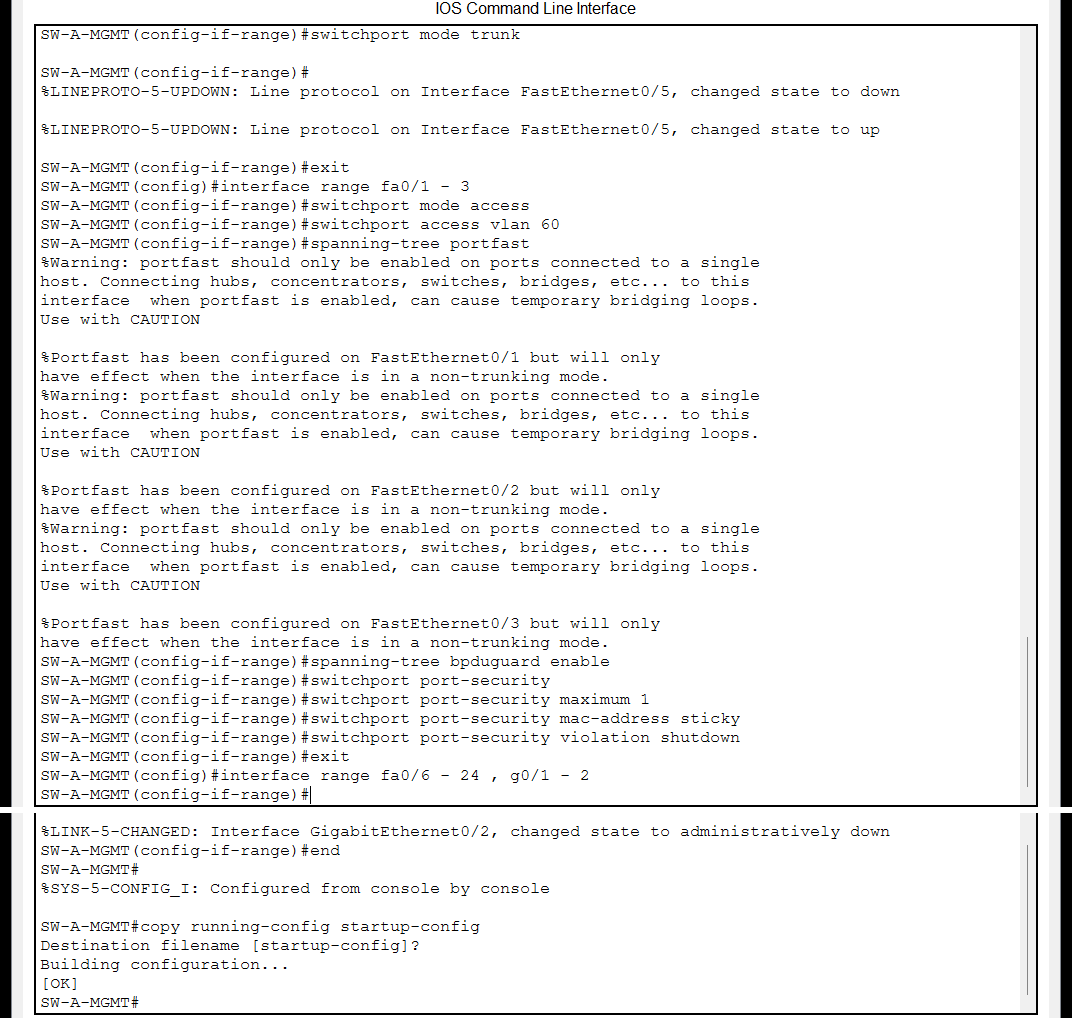 IOS Command Line Interface
SW-A-MGMT(config-if-range)#switchport mode trunk
SW-A-MGMT(config-if-range)#
%LINEPROTO-5-UPDOWN: Line protocol on Interface FastEthernet0/5, changed state to down
%LINEPROTO-5-UPDOWN: Line protocol on Interface FastEthernet0/5, changed state to up
SW-A-MGMT(config-if-range)#exit
SW-A-MGMT(config)#interface range fa0/1 - 3
SW-A-MGMT(config-if-range)#switchport mode access
SW-A-MGMT(config-if-range)#switchport access vlan 60
SW-A-MGMT(config-if-range)#spanning-tree portfast
%Warning: portfast should only be enabled on ports connected to a single
host. Connecting hubs, concentrators, switches, bridges, etc... to this
interface  when portfast is enabled, can cause temporary bridging loops.
Use with CAUTION
%Portfast has been configured on FastEthernet0/1 but will only
have effect when the interface is in a non-trunking mode.
%Warning: portfast should only be enabled on ports connected to a single
host. Connecting hubs, concentrators, switches, bridges, etc... to this
interface  when portfast is enabled, can cause temporary bridging loops.
Use with CAUTION
%Portfast has been configured on FastEthernet0/2 but will only
have effect when the interface is in a non-trunking mode.
%Warning: portfast should only be enabled on ports connected to a single
host. Connecting hubs, concentrators, switches, bridges, etc... to this
interface  when portfast is enabled, can cause temporary bridging loops.
Use with CAUTION
%Portfast has been configured on FastEthernet0/3 but will only
have effect when the interface is in a non-trunking mode.
SW-A-MGMT(config-if-range)#spanning-tree bpduguard enable
SW-A-MGMT(config-if-range)#switchport port-security
SW-A-MGMT(config-if-range)#switchport port-security maximum 1
SW-A-MGMT(config-if-range)#switchport port-security mac-address sticky
SW-A-MGMT(config-if-range)#switchport port-security violation shutdown
SW-A-MGMT(config-if-range)#exit
SW-A-MGMT(config)#interface range fa0/6 - 24 , g0/1 - 2
SW-A-MGMT(config-if-range)#
%LINK-5-CHANGED: Interface GigabitEthernet0/2, changed state to administratively down
SW-A-MGMT(config-if-range)#end
SW-A-MGMT#
%SYS-5-CONFIG_I: Configured from console by console
SW-A-MGMT#copy running-config startup-config
Destination filename [startup-config]?
Building configuration...
[OK]
SW-A-MGMT#